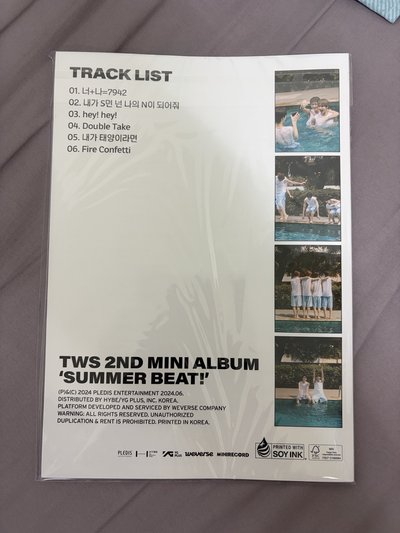 TRACK LIST
01. 너+나=7942
02. 내가 S면 넌 나의 N이 되어줘
03. hey! hey!
04. Double Take
05. 내가 태양이라면
06. Fire Confetti
TWS 2ND MINI ALBUM
‘SUMMER BEAT!’
(P)&(C) 2024 PLEDIS ENTERTAINMENT 2024.06.
DISTRIBUTED BY HYBE/YG PLUS, INC. KOREA.
PLATFORM DEVELOPED AND SERVICED BY WEVERSE COMPANY
WARNING: ALL RIGHTS RESERVED. UNAUTHORIZED
DUPLICATION & RENT IS PROHIBITED. PRINTED IN KOREA.
PLEDIS
YG PLUS
weverse
MINIRECORD
PRINTED WITH
SOY INK
FSC